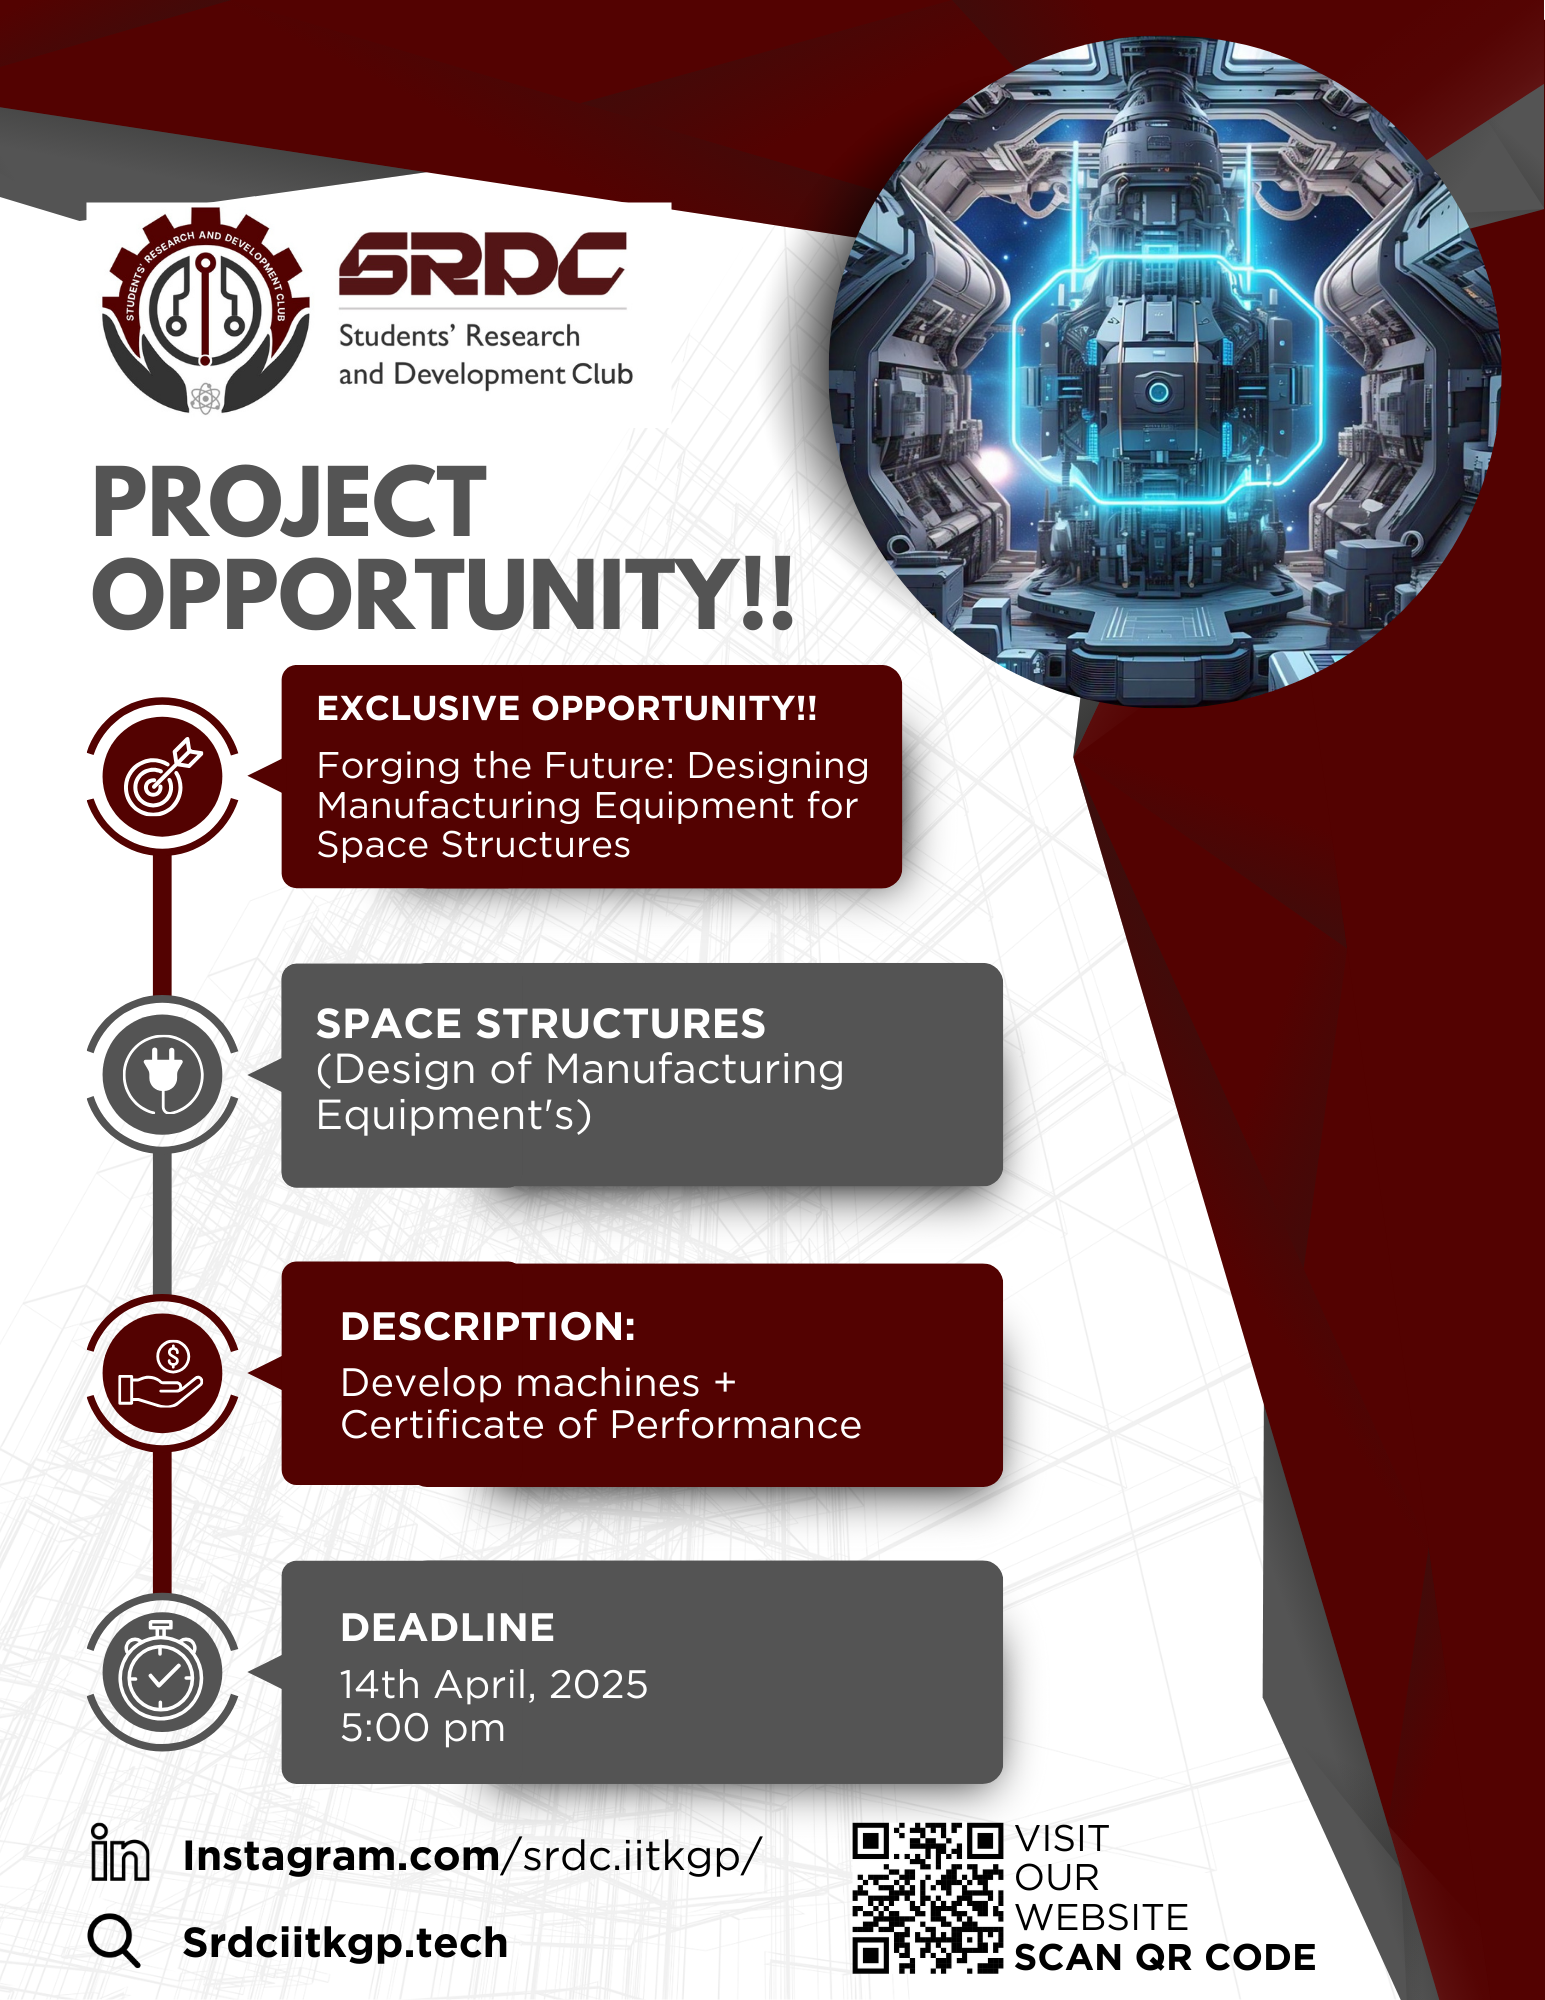 STUDENTS' RESEARCH AND DEVELOPMENT CLUB
SRDC
Students' Research
and Development Club
PROJECT
OPPORTUNITY!!
EXCLUSIVE OPPORTUNITY!!
Forging the Future: Designing
Manufacturing Equipment for
Space Structures
SPACE STRUCTURES
(Design of Manufacturing
Equipment's)
$
DESCRIPTION:
Develop machines +
Certificate of Performance
DEADLINE
14th April, 2025
5:00 pm
in
Instagram.com/srdc.iitkgp/
Srdciitkgp.tech
VISIT
OUR
WEBSITE
SCAN QR CODE